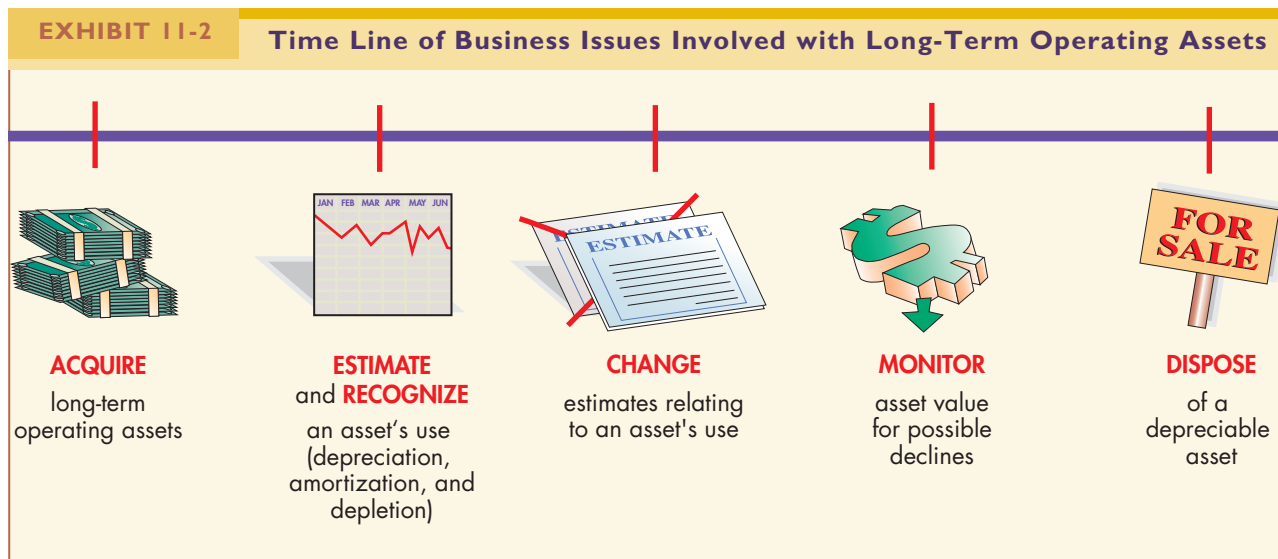 EXHIBIT 11-2
Time Line of Business Issues Involved with Long-Term Operating Assets
JAN FEB MAR APR MAY JUN
ESTIMATE
ESTIMATE
FOR
SALE
ACQUIRE
long-term
operating assets
ESTIMATE
and RECOGNIZE
an asset‘s use
(depreciation,
amortization, and
depletion)
CHANGE
estimates relating
to an asset's use
MONITOR
asset value
for possible
declines
DISPOSE
of a
depreciable
asset